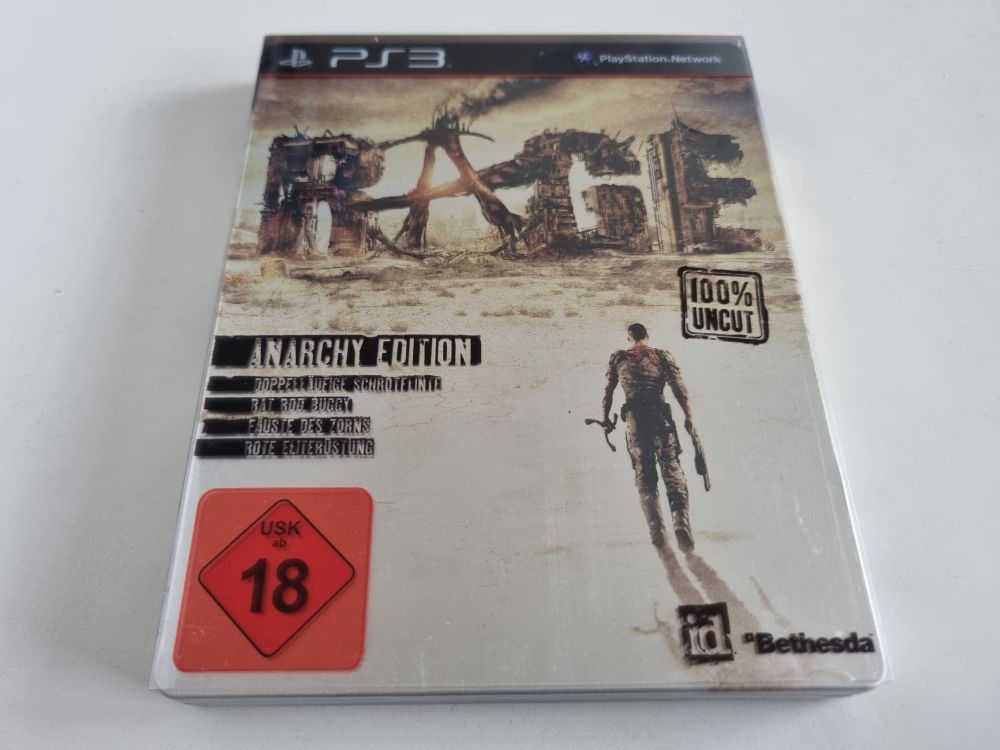 PS3
PlayStation®Network
RAGE
®
100%
UNCUT
ANARCHY EDITION
DOPPELLÄUFIGE SCHROTFLINTE
RAT ROD BUGGY
FÄUSTE DES ZORNS
ROTE ELITERÜSTUNG
USK
ab
18
id
Bethesda